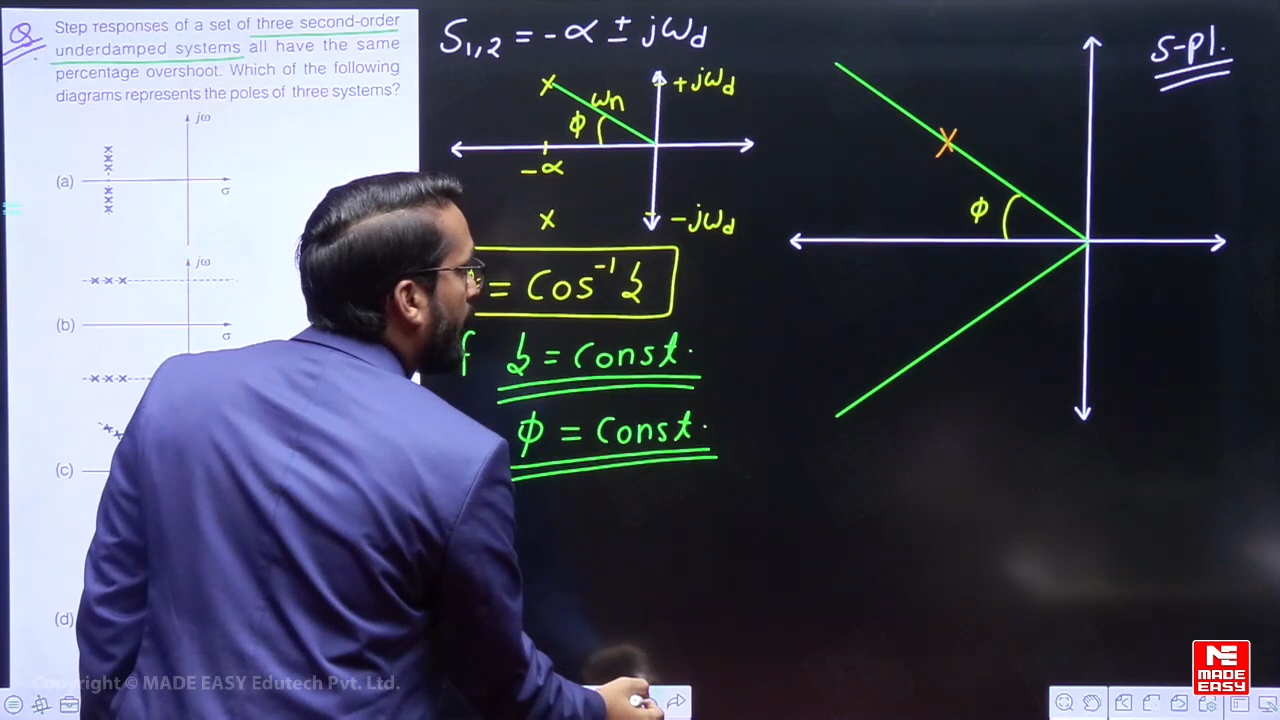 Q
Step responses of a set of three second-order
underdamped systems all have the same
percentage overshoot. Which of the following
diagrams represents the poles of three systems?
jω
(a)
σ
jω
(b)
σ
(c)
(d)
S1,2 = -α ± jωd
+jωd
ωn
ϕ
-α
-jωd
= Cos⁻¹ ξ
f ξ = Const.
ϕ = Const.
s-pl.
ϕ
Copyright © MADE EASY Edutech Pvt. Ltd.
ME
MADE
EASY